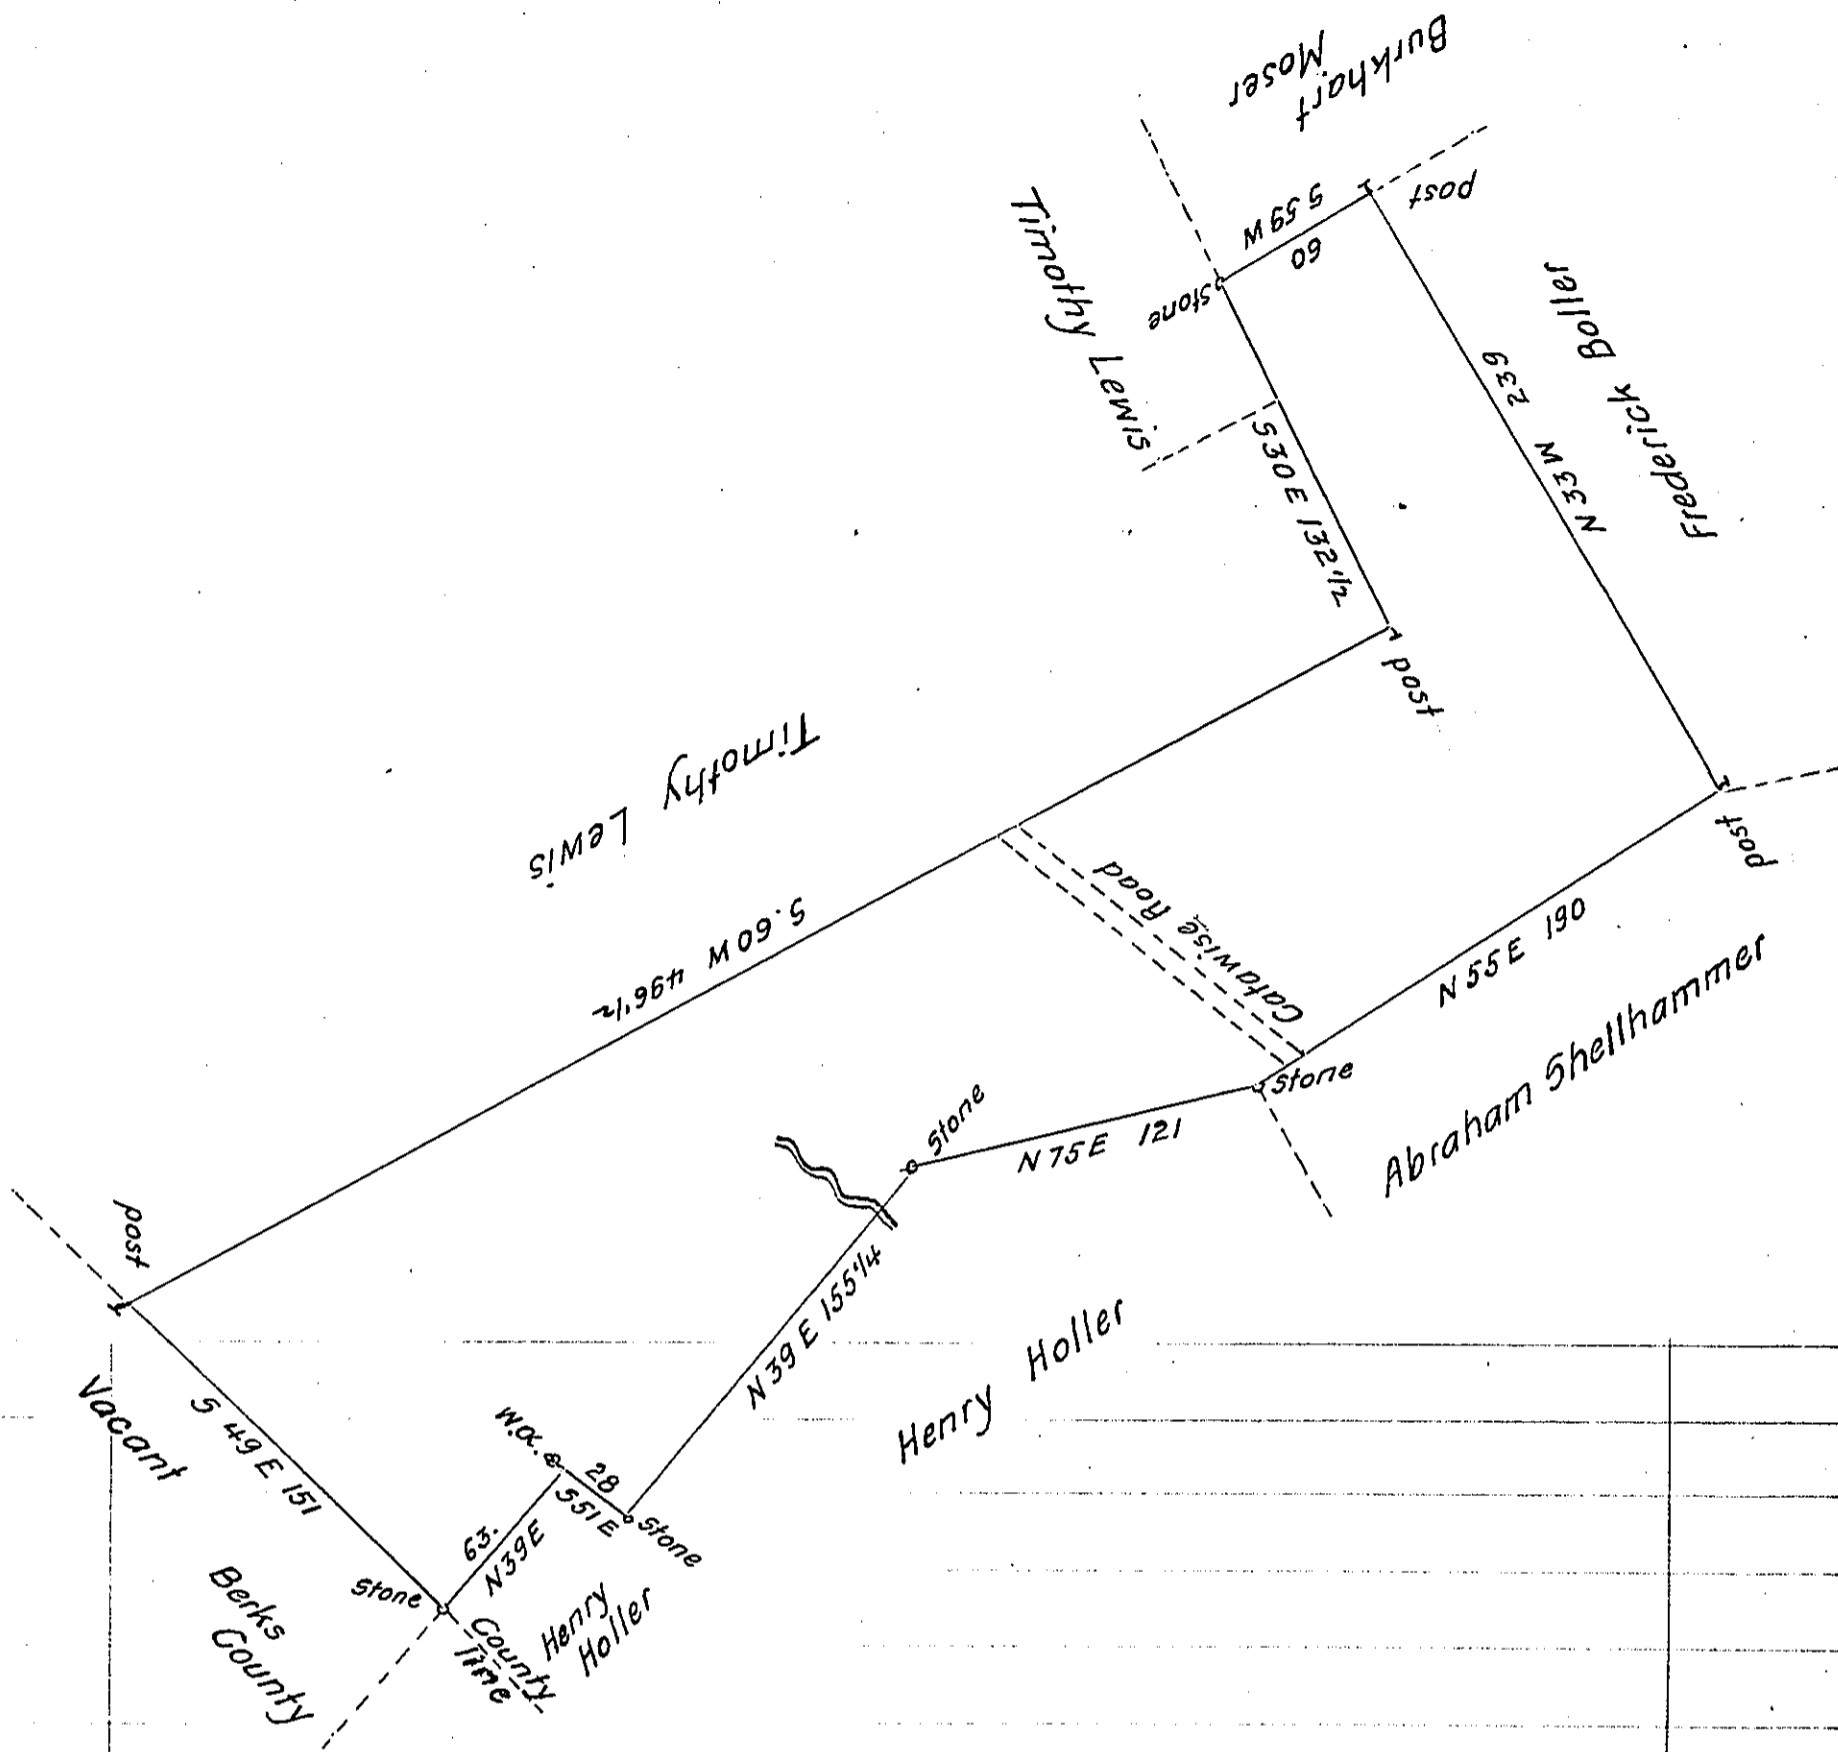 Burkhart
Moser
post
S 59 W
60
Stone
Timothy Lewis
Frederick Boller
N 33 W 239
S 30 E 132 1/2
post
post
Timothy Lewis
S. 60 W 496 1/2
Catawise Road
N 55 E 190
Stone
Abraham Shellhammer
Stone
N 75 E 121
post
N 39 E 155 1/4
Henry Holler
Vacant
S 49 E 151
W.O.
28
S 51 E
Stone
63.
N 39 E
Stone
Henry
Holler
County
line
Berks
County